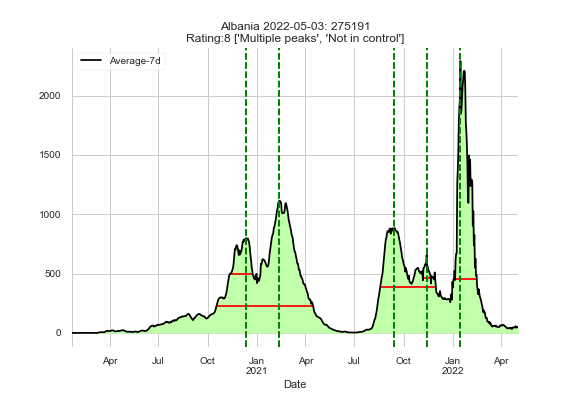 Albania 2022-05-03: 275191
Rating:8 ['Multiple peaks', 'Not in control']
Average-7d
2000
1500
1000
500
0
Apr Jul Oct Jan Apr Jul Oct Jan Apr
2021 2022
Date